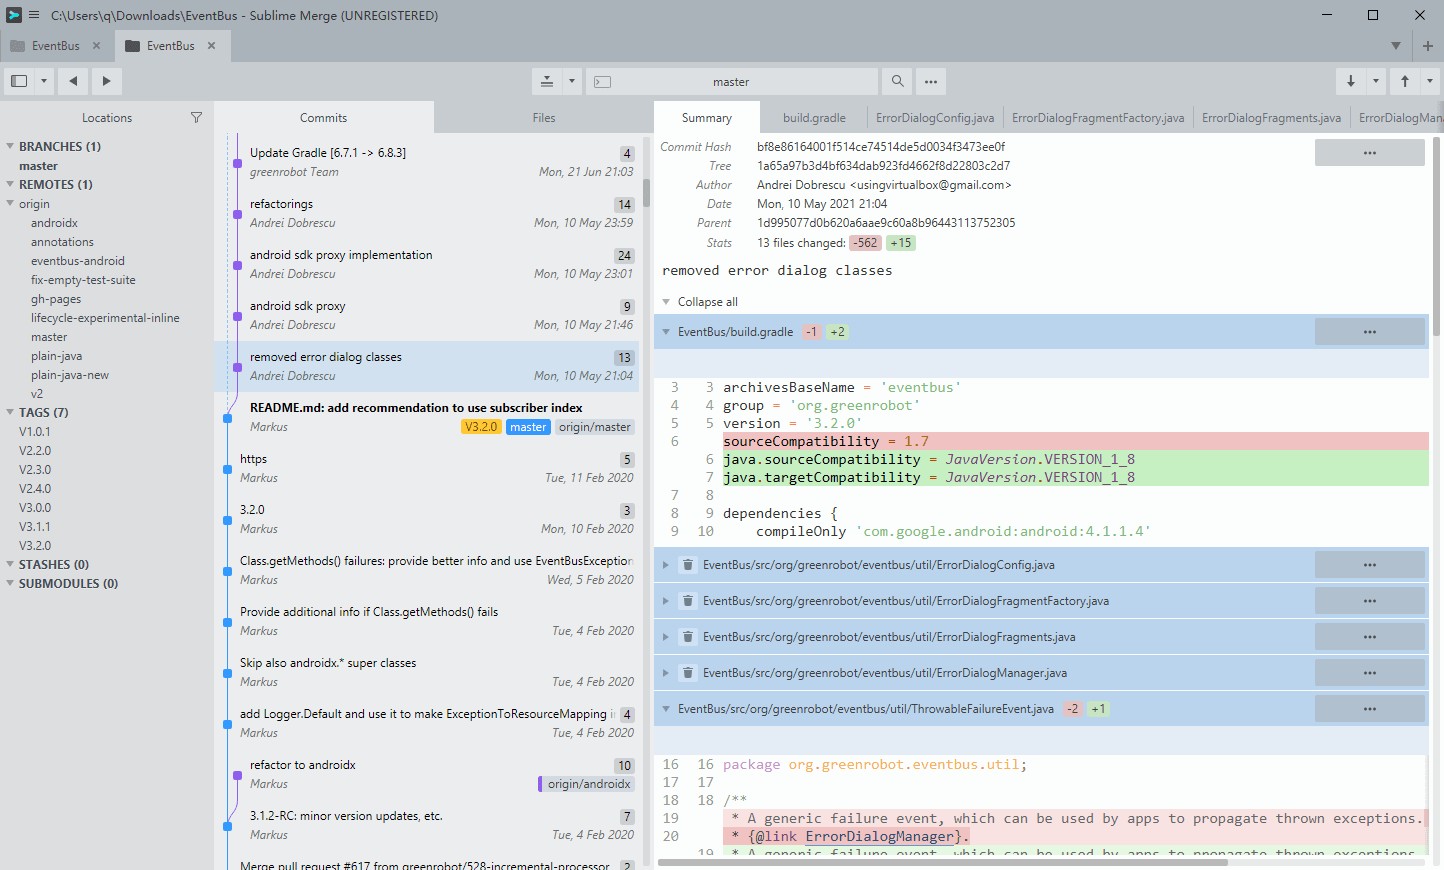 C:\Users\q\Downloads\EventBus - Sublime Merge (UNREGISTERED)
EventBus
EventBus
master
Locations
BRANCHES (1)
master
REMOTES (1)
origin
androidx
annotations
eventbus-android
fix-empty-test-suite
gh-pages
lifecycle-experimental-inline
master
plain-java
plain-java-new
v2
TAGS (7)
V1.0.1
V2.2.0
V2.3.0
V2.4.0
V3.0.0
V3.1.1
V3.2.0
STASHES (0)
SUBMODULES (0)
Commits Files
Update Gradle [6.7.1 -> 6.8.3] 4
greenrobot Team Mon, 21 Jun 21:03
refactorings 14
Andrei Dobrescu Mon, 10 May 23:59
android sdk proxy implementation 24
Andrei Dobrescu Mon, 10 May 23:01
android sdk proxy 9
Andrei Dobrescu Mon, 10 May 21:46
removed error dialog classes 13
Andrei Dobrescu Mon, 10 May 21:04
README.md: add recommendation to use subscriber index
Markus V3.2.0 master origin/master
https 5
Markus Tue, 11 Feb 2020
3.2.0 3
Markus Mon, 10 Feb 2020
Class.getMethods() failures: provide better info and use EventBusException
Markus Wed, 5 Feb 2020
Provide additional info if Class.getMethods() fails
Markus Tue, 4 Feb 2020
Skip also androidx.* super classes
Markus Tue, 4 Feb 2020
add Logger.Default and use it to make ExceptionToResourceMapping 4
Markus Tue, 4 Feb 2020
refactor to androidx 10
Markus origin/androidx
3.1.2-RC: minor version updates, etc. 7
Markus Tue, 4 Feb 2020
Merge pull request #617 from greenrobot/528-incremental-processor 2
Summary build.gradle ErrorDialogConfig.java ErrorDialogFragmentFactory.java ErrorDialogFragments.java ErrorDialogMan
Commit Hash bf8e86164001f514ce74514de5d0034f3473ee0f
Tree 1a65a97b3d4bf634dab923fd4662f8d22803c2d7
Author Andrei Dobrescu <usingvirtualbox@gmail.com>
Date Mon, 10 May 2021 21:04
Parent 1d995077d0b620a6aae9c60a8b96443113752305
Stats 13 files changed: -562 +15
removed error dialog classes
Collapse all
EventBus/build.gradle -1 +2
3 3 archivesBaseName = 'eventbus'
4 4 group = 'org.greenrobot'
5 5 version = '3.2.0'
6 sourceCompatibility = 1.7
6 java.sourceCompatibility = JavaVersion.VERSION_1_8
7 java.targetCompatibility = JavaVersion.VERSION_1_8
7 8
8 9 dependencies {
9 10 compileOnly 'com.google.android:android:4.1.1.4'
EventBus/src/org/greenrobot/eventbus/util/ErrorDialogConfig.java
EventBus/src/org/greenrobot/eventbus/util/ErrorDialogFragmentFactory.java
EventBus/src/org/greenrobot/eventbus/util/ErrorDialogFragments.java
EventBus/src/org/greenrobot/eventbus/util/ErrorDialogManager.java
EventBus/src/org/greenrobot/eventbus/util/ThrowableFailureEvent.java -2 +1
16 16 package org.greenrobot.eventbus.util;
17 17
18 18 /**
19 * A generic failure event, which can be used by apps to propagate thrown exceptions.
20 * {@link ErrorDialogManager}.
19 * A generic failure event, which can be used by apps to propagate thrown exceptions